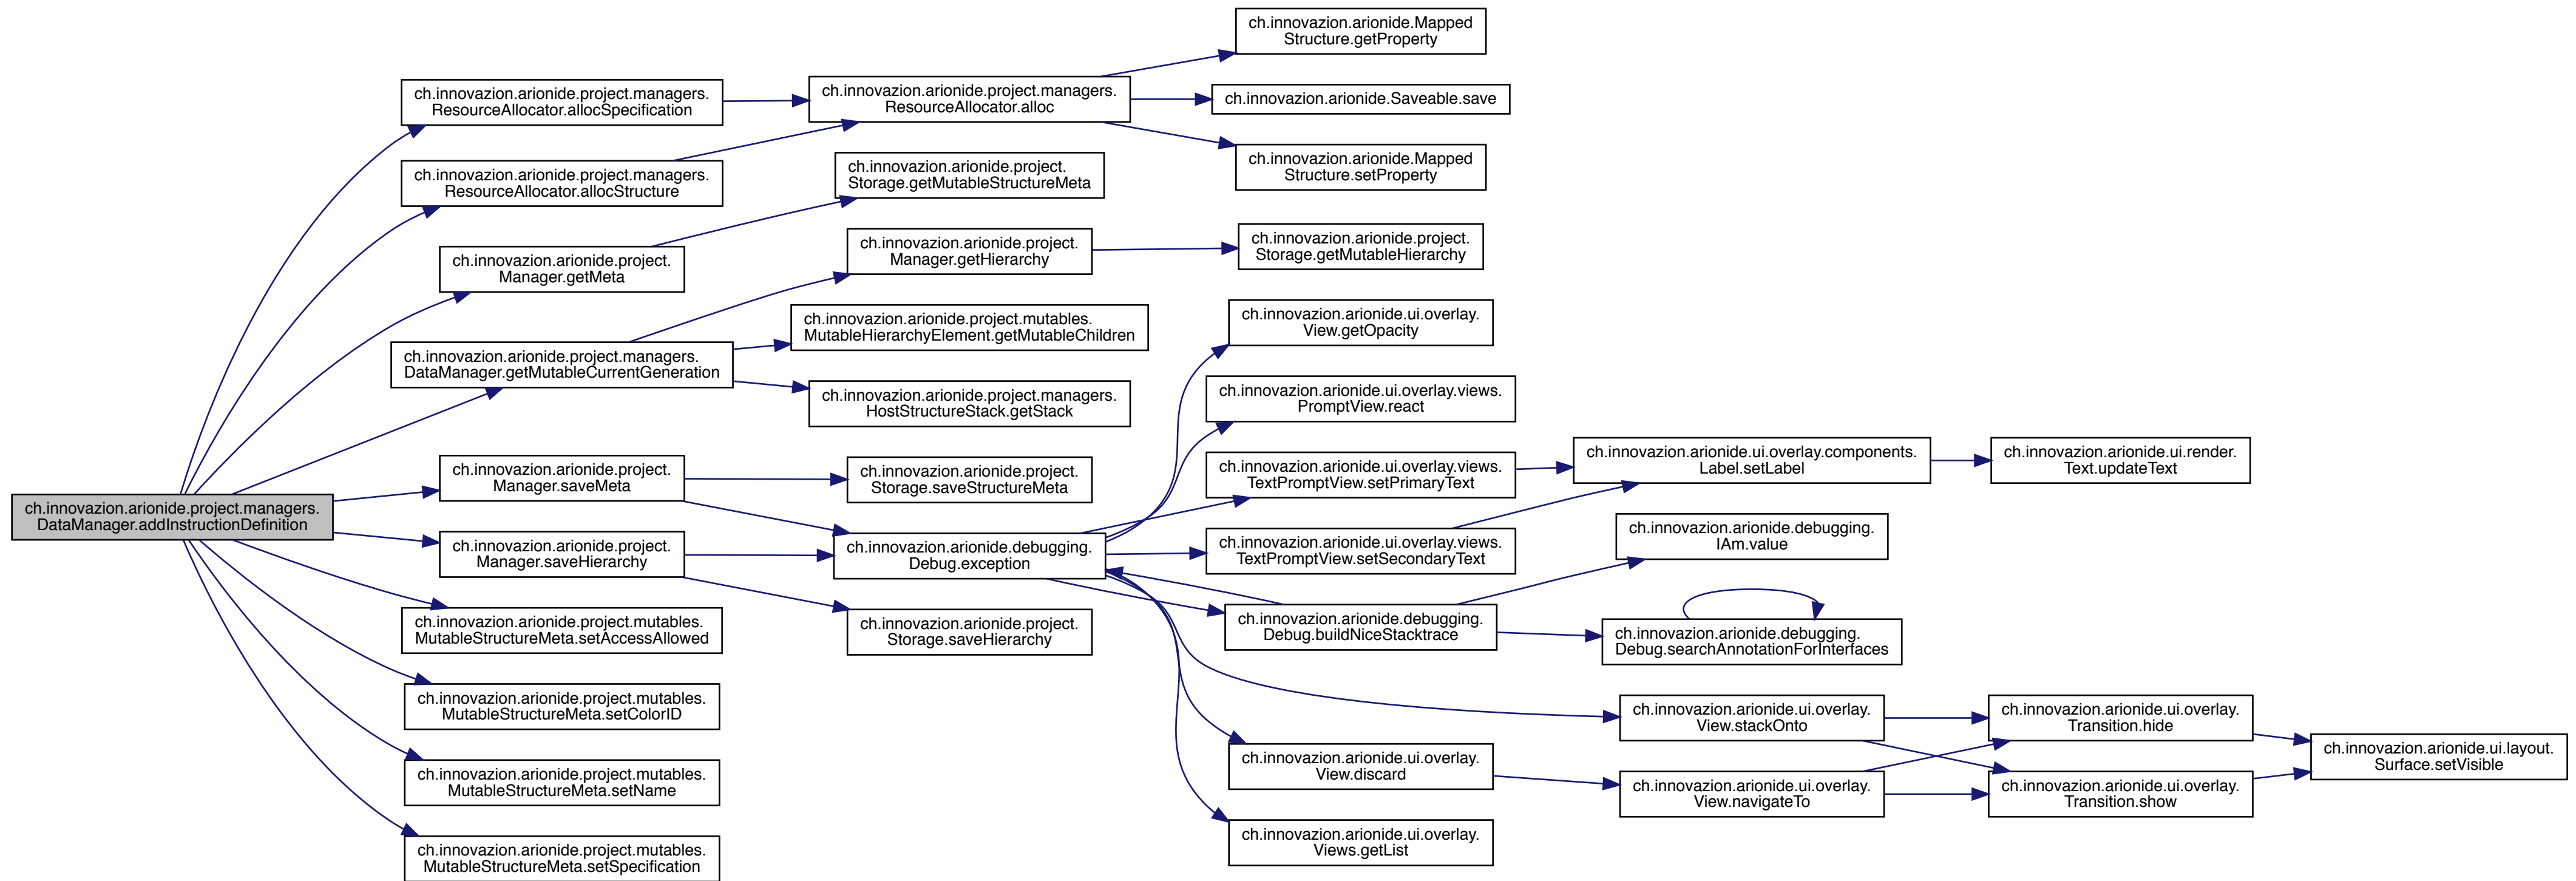 ch.innovazion.arionide.project.managers.
DataManager.addInstructionDefinition
ch.innovazion.arionide.project.managers.
ResourceAllocator.allocSpecification
ch.innovazion.arionide.project.managers.
ResourceAllocator.allocStructure
ch.innovazion.arionide.project.
Manager.getMeta
ch.innovazion.arionide.project.managers.
DataManager.getMutableCurrentGeneration
ch.innovazion.arionide.project.
Manager.saveMeta
ch.innovazion.arionide.project.
Manager.saveHierarchy
ch.innovazion.arionide.project.mutables.
MutableStructureMeta.setAccessAllowed
ch.innovazion.arionide.project.mutables.
MutableStructureMeta.setColorID
ch.innovazion.arionide.project.mutables.
MutableStructureMeta.setName
ch.innovazion.arionide.project.mutables.
MutableStructureMeta.setSpecification
ch.innovazion.arionide.project.managers.
ResourceAllocator.alloc
ch.innovazion.arionide.project.
Storage.getMutableStructureMeta
ch.innovazion.arionide.project.
Manager.getHierarchy
ch.innovazion.arionide.project.mutables.
MutableHierarchyElement.getMutableChildren
ch.innovazion.arionide.project.managers.
HostStructureStack.getStack
ch.innovazion.arionide.project.
Storage.saveStructureMeta
ch.innovazion.arionide.debugging.
Debug.exception
ch.innovazion.arionide.project.
Storage.saveHierarchy
ch.innovazion.arionide.Mapped
Structure.getProperty
ch.innovazion.arionide.Saveable.save
ch.innovazion.arionide.Mapped
Structure.setProperty
ch.innovazion.arionide.project.
Storage.getMutableHierarchy
ch.innovazion.arionide.ui.overlay.
View.getOpacity
ch.innovazion.arionide.ui.overlay.views.
PromptView.react
ch.innovazion.arionide.ui.overlay.views.
TextPromptView.setPrimaryText
ch.innovazion.arionide.ui.overlay.views.
TextPromptView.setSecondaryText
ch.innovazion.arionide.debugging.
Debug.buildNiceStacktrace
ch.innovazion.arionide.ui.overlay.
View.discard
ch.innovazion.arionide.ui.overlay.
Views.getList
ch.innovazion.arionide.ui.overlay.components.
Label.setLabel
ch.innovazion.arionide.debugging.
IAm.value
ch.innovazion.arionide.debugging.
Debug.searchAnnotationForInterfaces
ch.innovazion.arionide.ui.overlay.
View.stackOnto
ch.innovazion.arionide.ui.overlay.
View.navigateTo
ch.innovazion.arionide.ui.render.
Text.updateText
ch.innovazion.arionide.ui.overlay.
Transition.hide
ch.innovazion.arionide.ui.overlay.
Transition.show
ch.innovazion.arionide.ui.layout.
Surface.setVisible